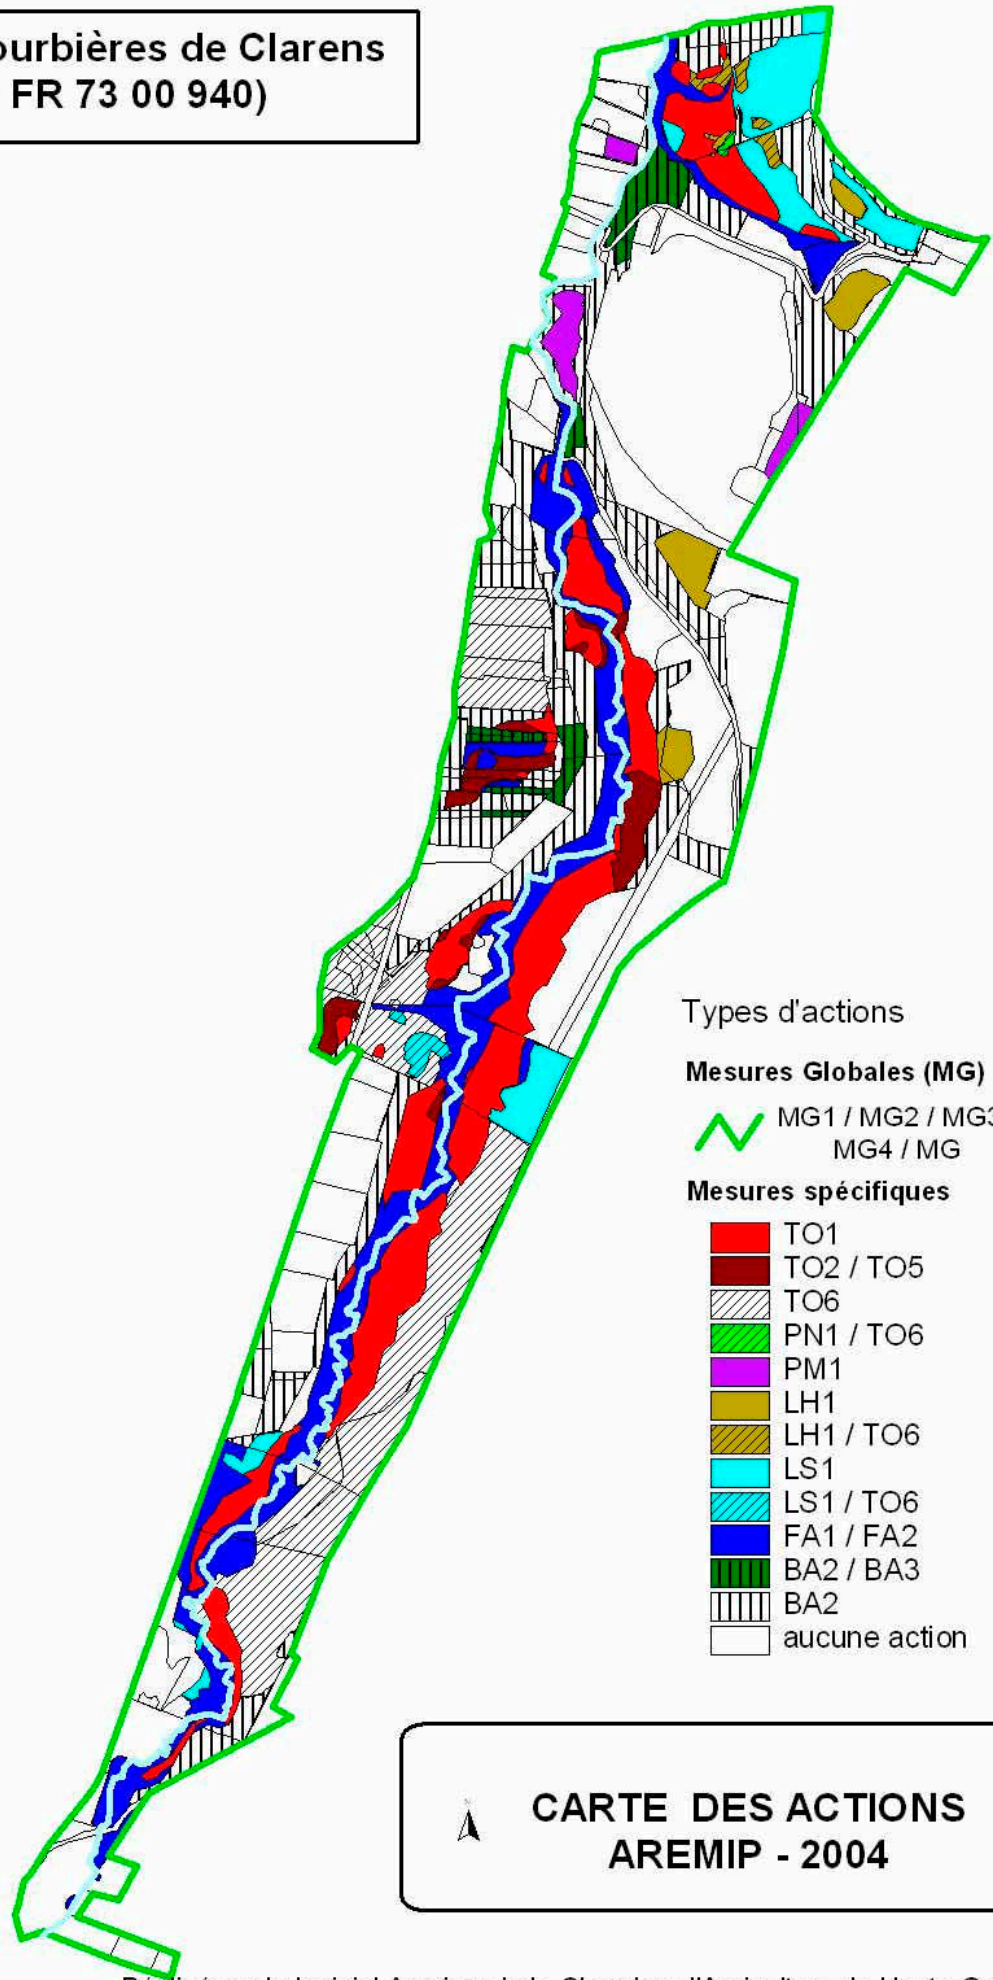 ourbières de Clarens
FR 73 00 940)
Types d'actions
Mesures Globales (MG)
MG1 / MG2 / MG3
MG4 / MG
Mesures spécifiques
TO1
TO2 / TO5
TO6
PN1 / TO6
PM1
LH1
LH1 / TO6
LS1
LS1 / TO6
FA1 / FA2
BA2 / BA3
BA2
aucune action
CARTE DES ACTIONS
AREMIP - 2004